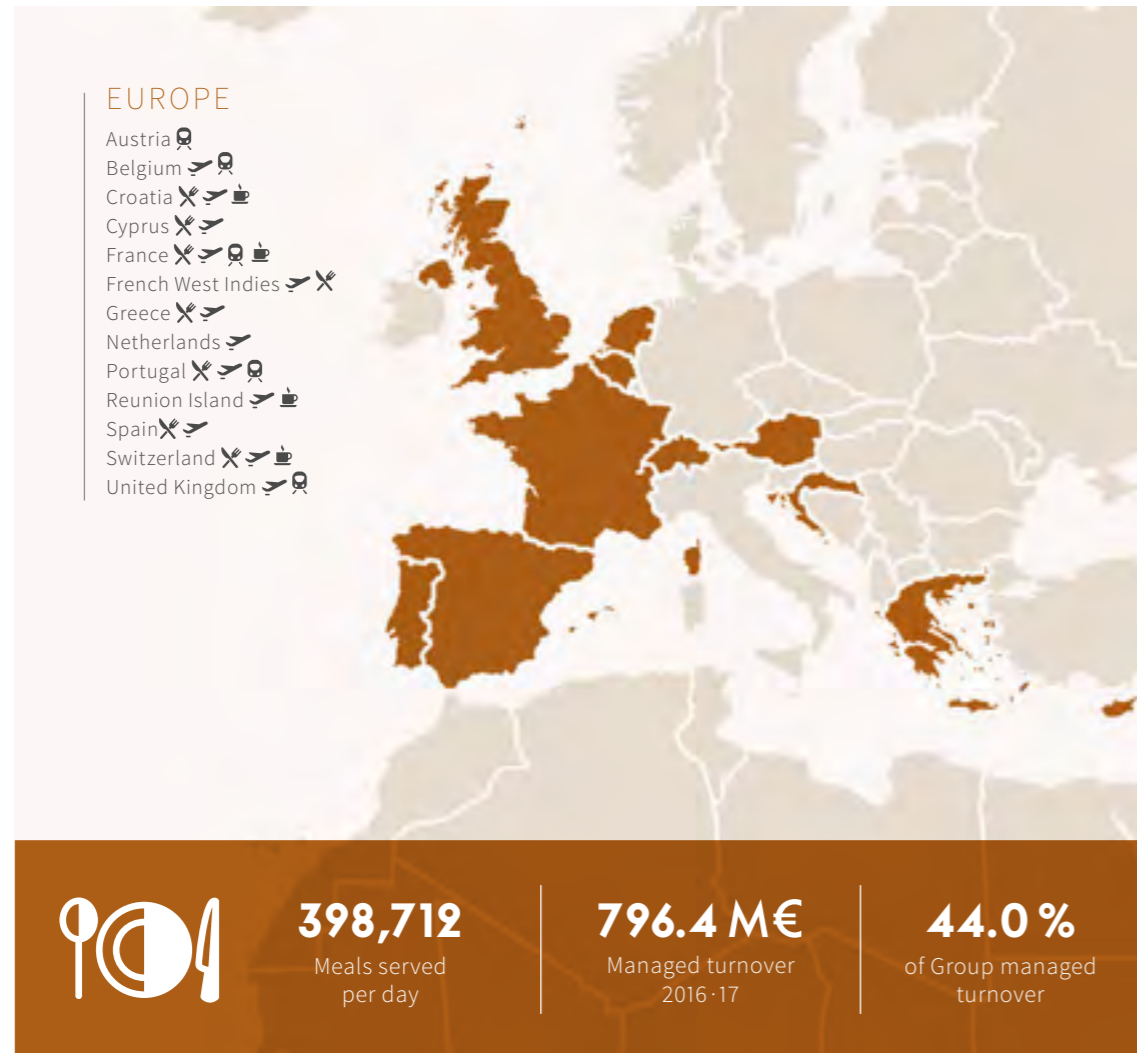 EUROPE
Austria
Belgium
Croatia
Cyprus
France
French West Indies
Greece
Netherlands
Portugal
Reunion Island
Spain
Switzerland
United Kingdom
398,712
Meals served
per day
796.4 M€
Managed turnover
2016·17
44.0 %
of Group managed
turnover